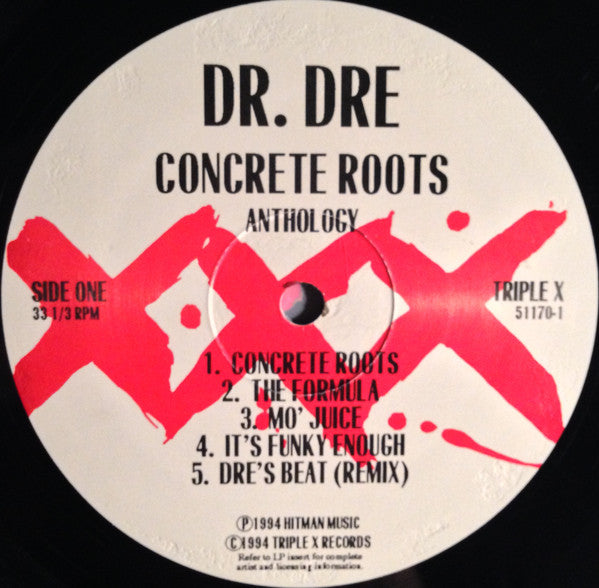 DR. DRE
CONCRETE ROOTS
ANTHOLOGY
SIDE ONE
33 1/3 RPM
TRIPLE X
51170-1
1. CONCRETE ROOTS
2. THE FORMULA
3. MO' JUICE
4. IT'S FUNKY ENOUGH
5. DRE'S BEAT (REMIX)
℗1994 HITMAN MUSIC
©1994 TRIPLE X RECORDS
Refer to LP insert for complete
artist and licensing information.